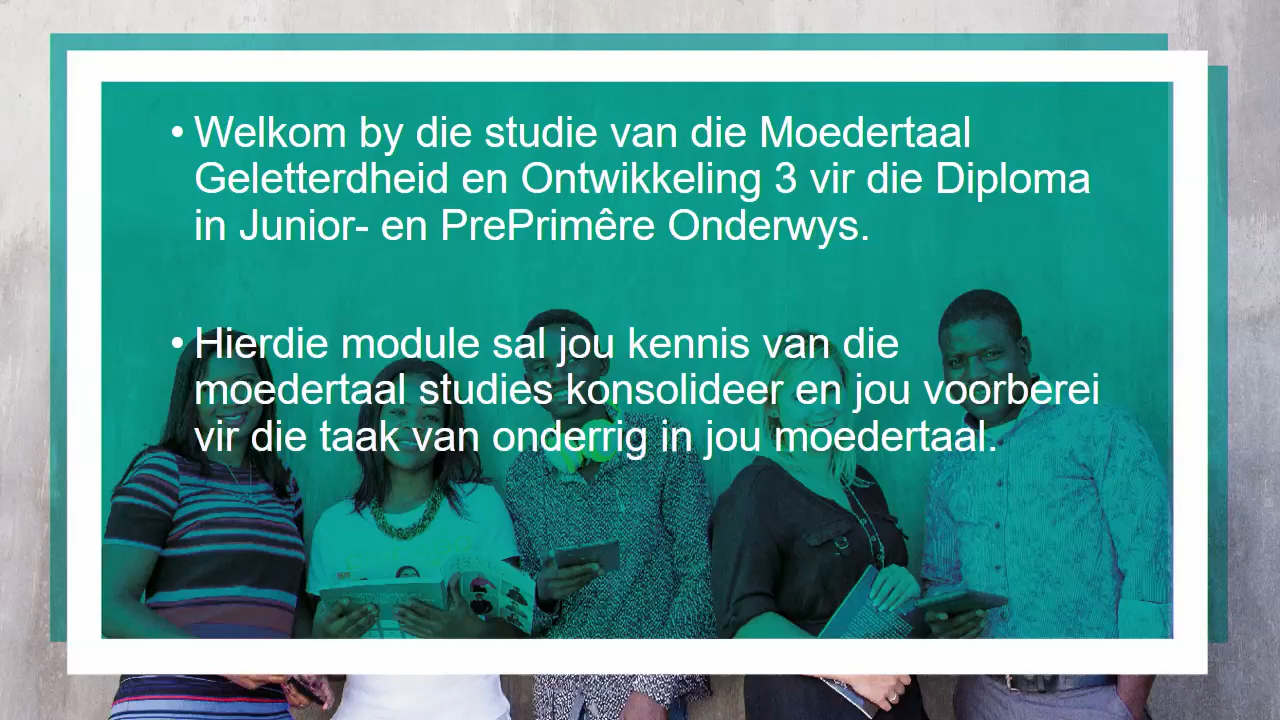 • Welkom by die studie van die Moedertaal
Geletterdheid en Ontwikkeling 3 vir die Diploma
in Junior- en PrePrimêre Onderwys.
• Hierdie module sal jou kennis van die
moedertaal studies konsolideer en jou voorberei
vir die taak van onderrig in jou moedertaal.